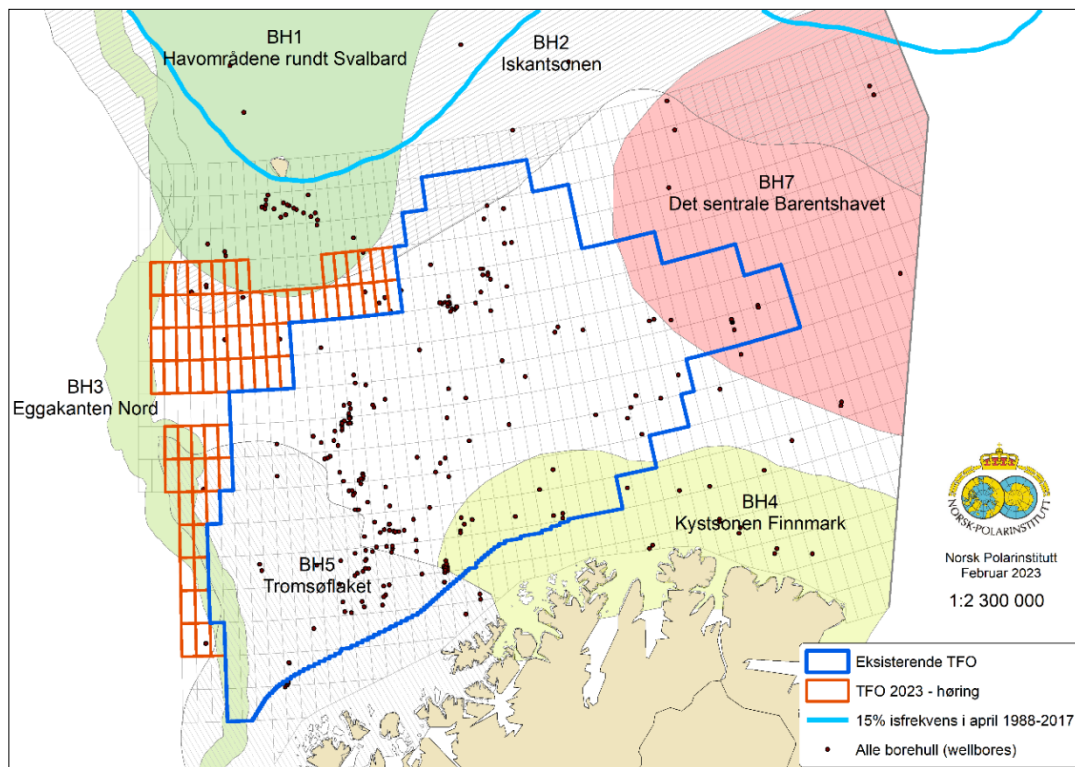 BH1
Havområdene rundt Svalbard
BH2
Iskantsonen
BH7
Det sentrale Barentshavet
BH3
Eggakanten Nord
BH4
Kystsonen Finnmark
BH5
Tromsøflaket
NORSK-POLARINSTITUTT
Norsk Polarinstitutt
Februar 2023
1:2 300 000
Eksisterende TFO
TFO 2023 - høring
15% isfrekvens i april 1988-2017
Alle borehull (wellbores)